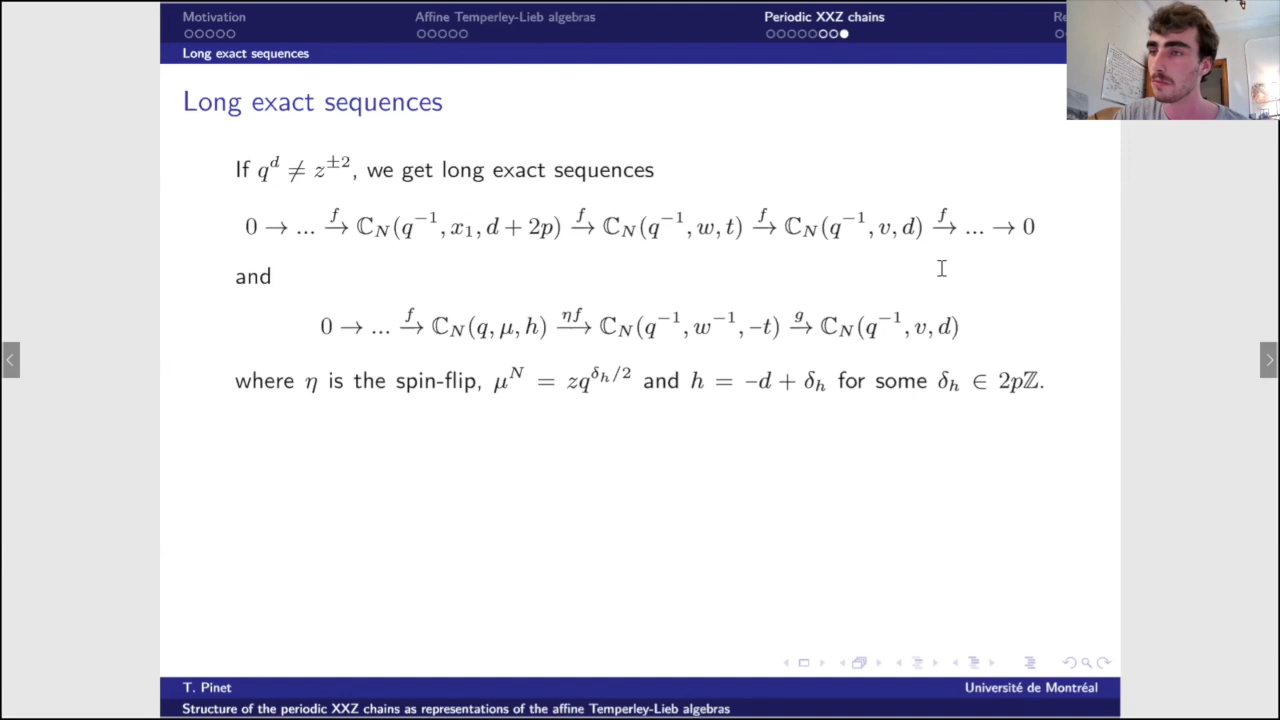 Motivation
Affine Temperley-Lieb algebras
Periodic XXZ chains
Re
Long exact sequences
Long exact sequences
If q^d ≠ z^{±2}, we get long exact sequences
0 → ... →^f ℂ_N(q^{-1}, x_1, d + 2p) →^f ℂ_N(q^{-1}, w, t) →^f ℂ_N(q^{-1}, v, d) →^f ... → 0
and
0 → ... →^f ℂ_N(q, μ, h) →^{ηf} ℂ_N(q^{-1}, w^{-1}, –t) →^g ℂ_N(q^{-1}, v, d)
where η is the spin-flip, μ^N = zq^{δ_h/2} and h = –d + δ_h for some δ_h ∈ 2pℤ.
T. Pinet
Université de Montréal
Structure of the periodic XXZ chains as representations of the affine Temperley-Lieb algebras